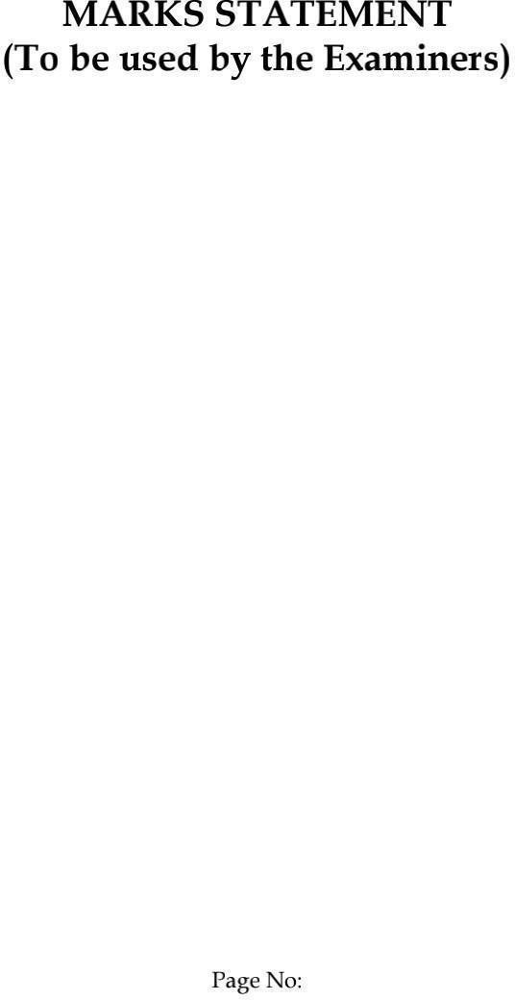 MARKS STATEMENT
(To be used by the Examiners)
Page No: